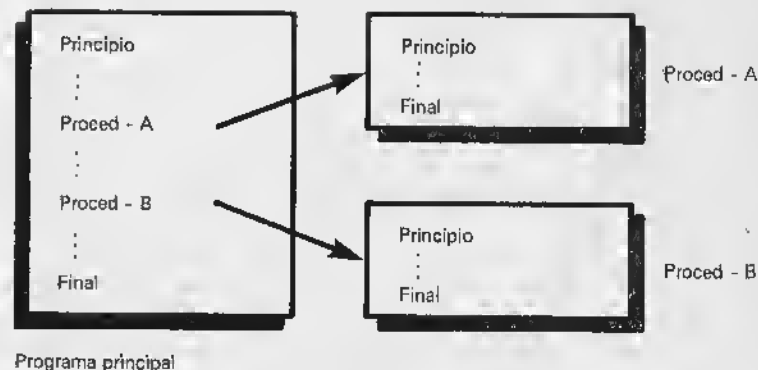 Principio
Proced - A
Proced - B
Final
Programa principal
Principio
Final
Proced - A
Principio
Final
Proced - B